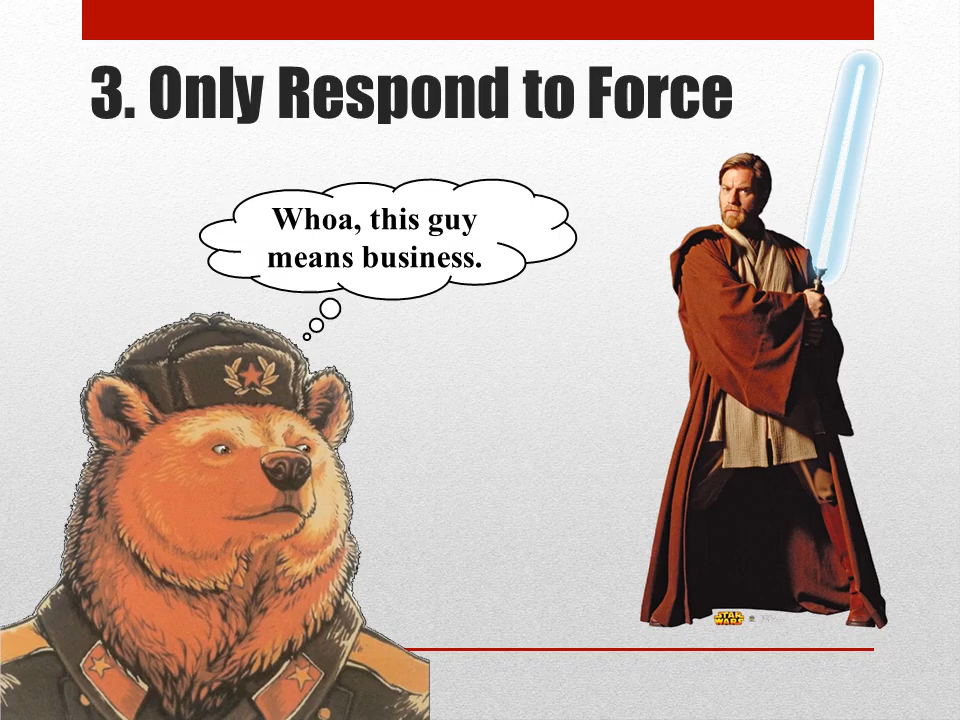 3. Only Respond to Force
Whoa, this guy
means business.
STAR
WARS